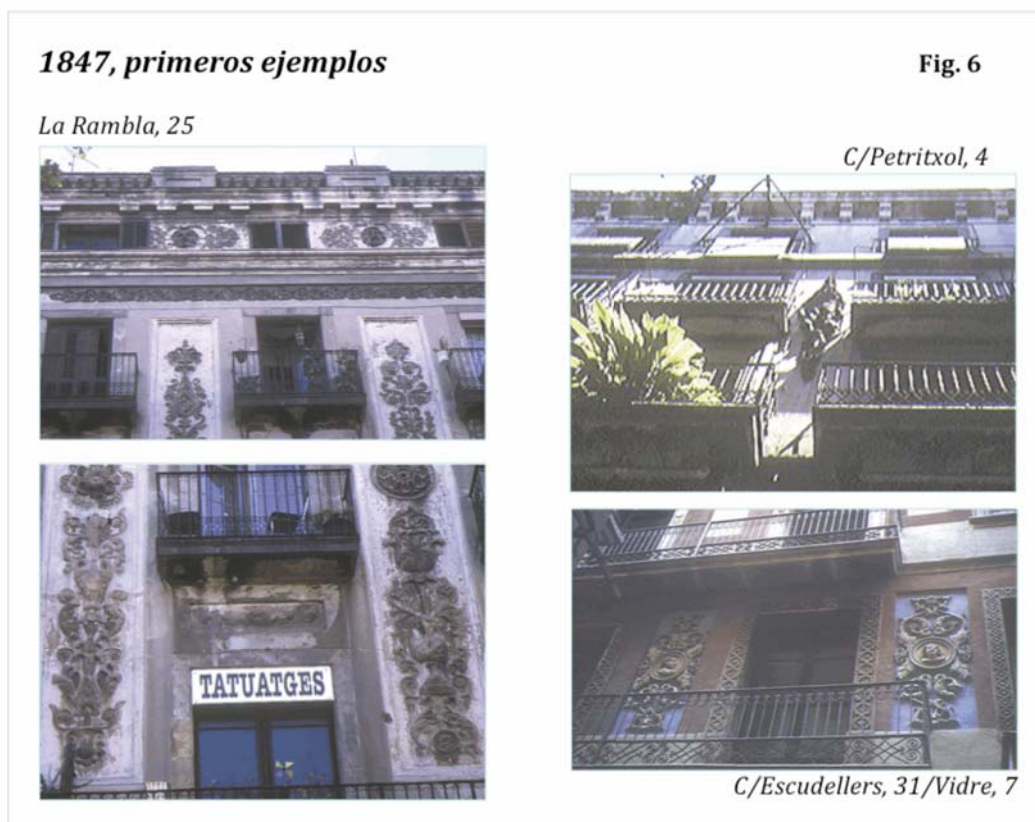 1847, primeros ejemplos
Fig. 6
La Rambla, 25
C/Petritxol, 4
TATUATGES
C/Escudellers, 31/Vidre, 7